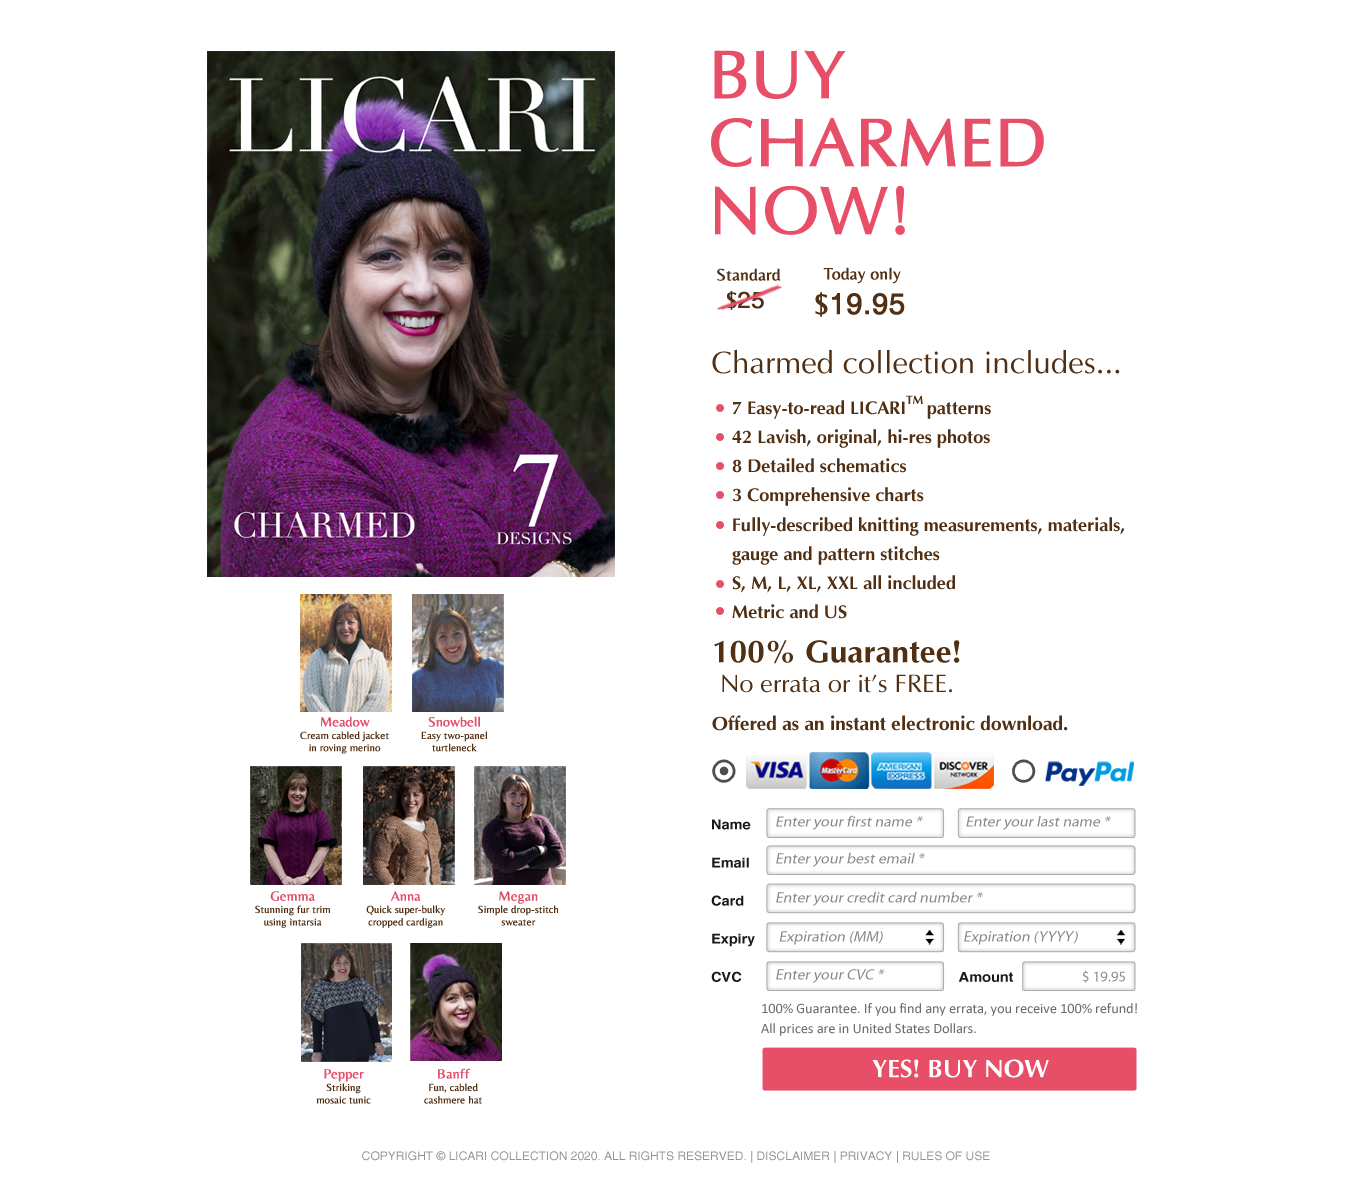 LICARI
CHARMED
7
DESIGNS
Meadow
Cream cabled jacket
in roving merino
Snowbell
Easy two-panel
turtleneck
Gemma
Stunning fur trim
using intarsia
Anna
Quick super-bulky
cropped cardigan
Megan
Simple drop-stitch
sweater
Pepper
Striking
mosaic tunic
Banff
Fun, cabled
cashmere hat
BUY
CHARMED
NOW!
Standard
$25
Today only
$19.95
Charmed collection includes...
• 7 Easy-to-read LICARI™ patterns
• 42 Lavish, original, hi-res photos
• 8 Detailed schematics
• 3 Comprehensive charts
• Fully-described knitting measurements, materials,
gauge and pattern stitches
• S, M, L, XL, XXL all included
• Metric and US
100% Guarantee!
No errata or it's FREE.
Offered as an instant electronic download.
VISA MasterCard AMERICAN EXPRESS DISCOVER NETWORK PayPal
Name Enter your first name * Enter your last name *
Email Enter your best email *
Card Enter your credit card number *
Expiry Expiration (MM) Expiration (YYYY)
CVC Enter your CVC * Amount $ 19.95
100% Guarantee. If you find any errata, you receive 100% refund!
All prices are in United States Dollars.
YES! BUY NOW
COPYRIGHT © LICARI COLLECTION 2020. ALL RIGHTS RESERVED. | DISCLAIMER | PRIVACY | RULES OF USE